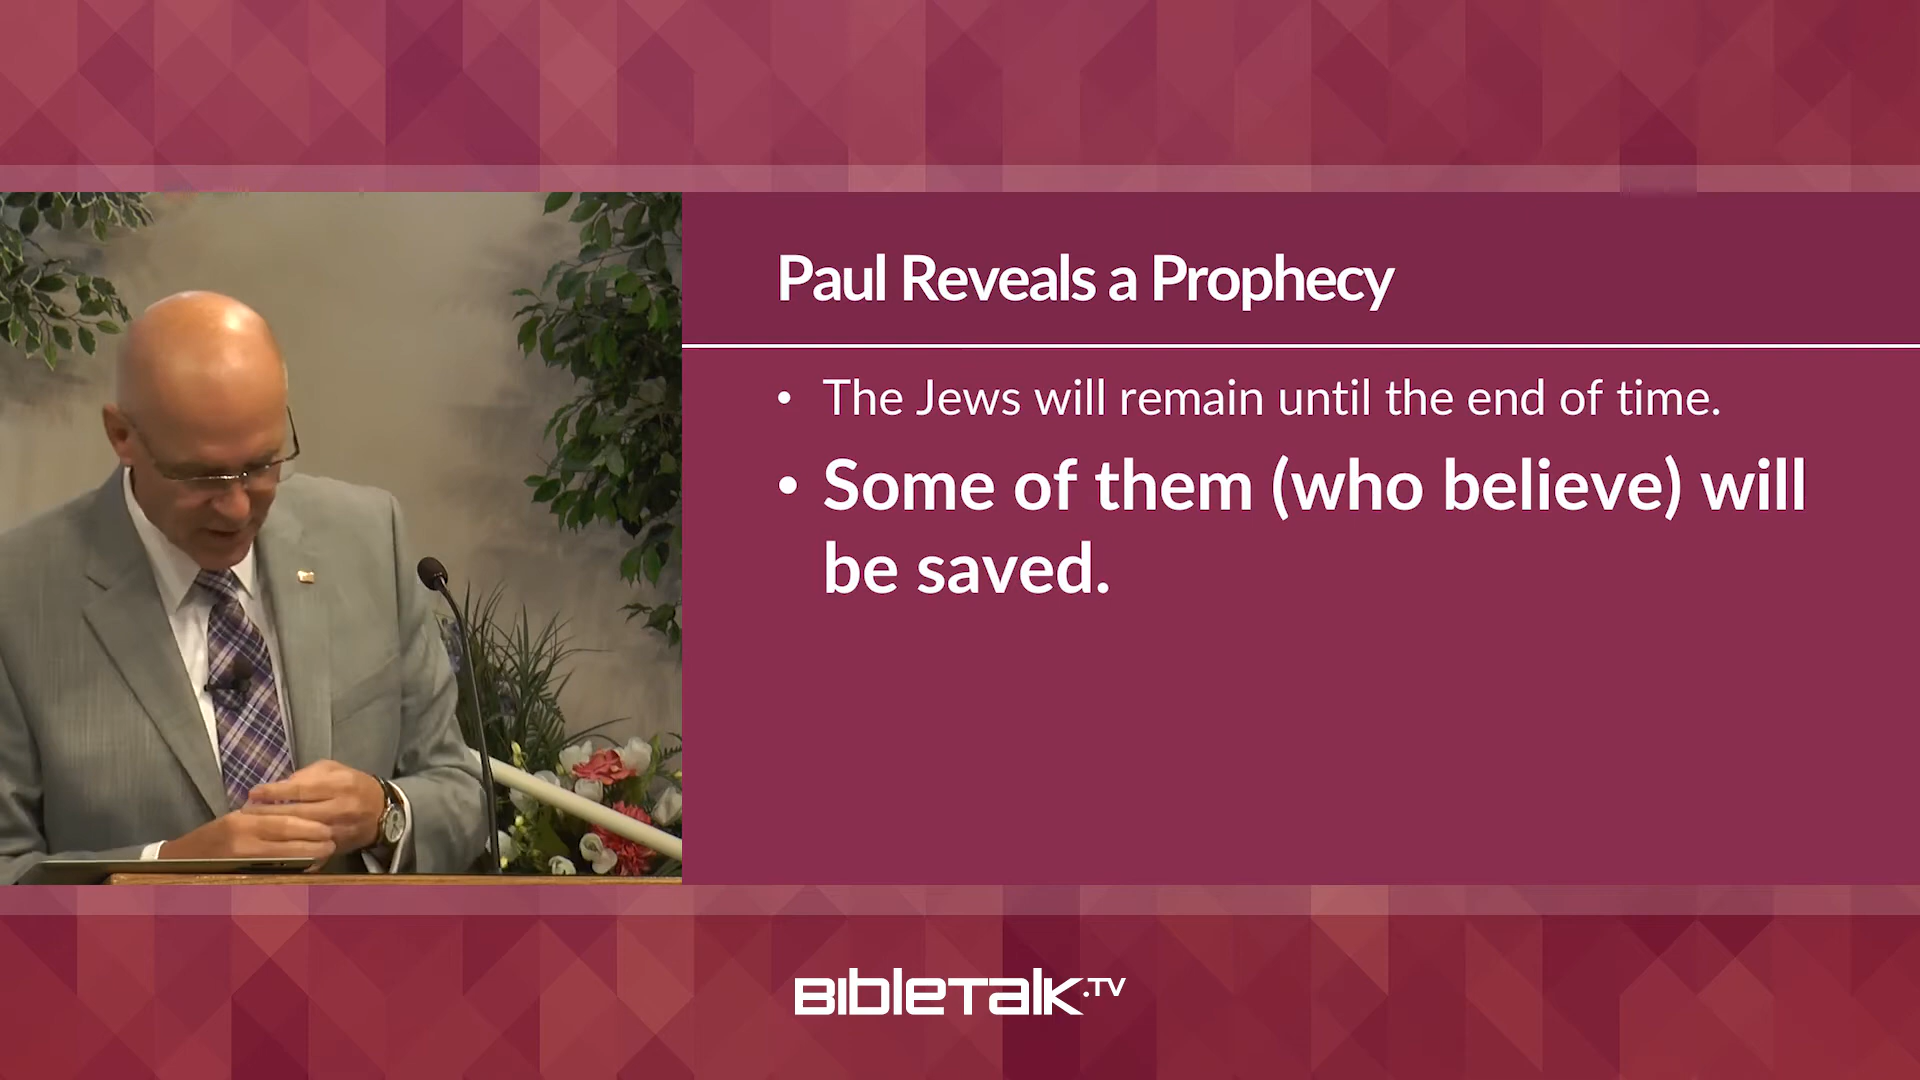 Paul Reveals a Prophecy
• The Jews will remain until the end of time.
• Some of them (who believe) will
be saved.
BIBLETALK.TV